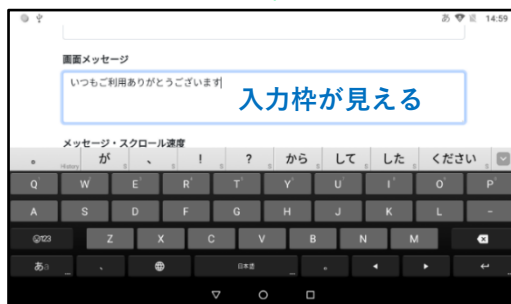 あ 14:59
画面メッセージ
いつもご利用ありがとうございます
入力枠が見える
メッセージ・スクロール速度
。 が 、 ! ? から して した ください
Q W E R T Y U I O P
A S D F G H J K L -
Z X C V B N M
あa 、 日本語 。